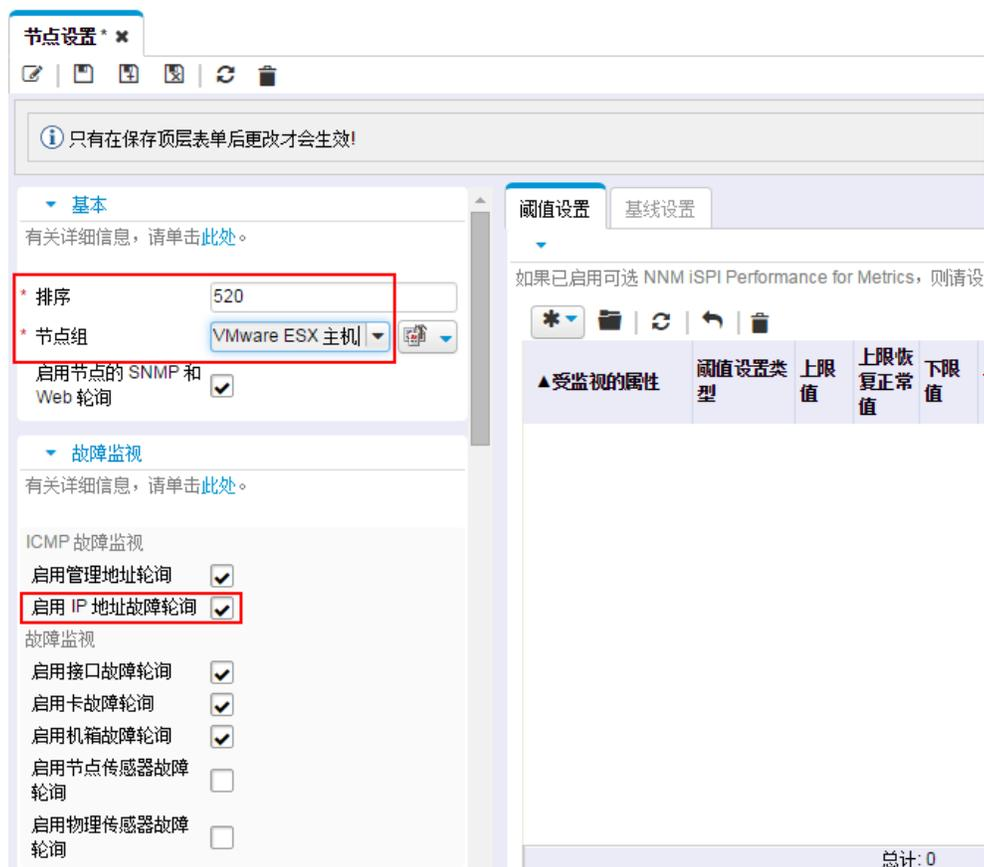 节点设置*
只有在保存顶层表单后更改才会生效!
基本
有关详细信息，请单击此处。
* 排序 520
* 节点组 VMware ESX 主机
启用节点的 SNMP 和
Web 轮询
故障监视
有关详细信息，请单击此处。
ICMP 故障监视
启用管理地址轮询
启用 IP 地址故障轮询
故障监视
启用接口故障轮询
启用卡故障轮询
启用机箱故障轮询
启用节点传感器故障
轮询
启用物理传感器故障
轮询
阈值设置 基线设置
如果已启用可选 NNM iSPI Performance for Metrics，则请设
▲受监视的属性
阈值设置类
型
上限
值
上限恢
复正常
值
下限
值
总计: 0